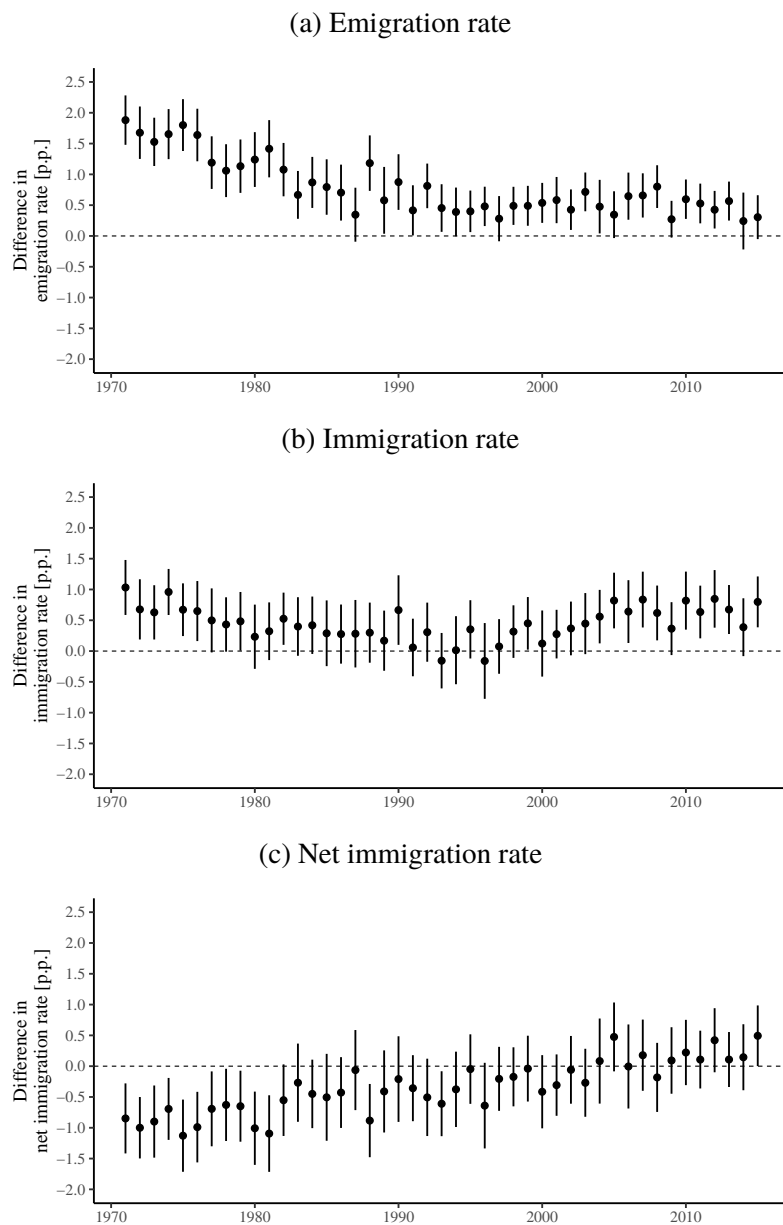 (a) Emigration rate
2.5
2.0
1.5
1.0
0.5
0.0
−0.5
−1.0
−1.5
−2.0
Difference in
emigration rate [p.p.]
1970 1980 1990 2000 2010
(b) Immigration rate
2.5
2.0
1.5
1.0
0.5
0.0
−0.5
−1.0
−1.5
−2.0
Difference in
immigration rate [p.p.]
1970 1980 1990 2000 2010
(c) Net immigration rate
2.5
2.0
1.5
1.0
0.5
0.0
−0.5
−1.0
−1.5
−2.0
Difference in
net immigration rate [p.p.]
1970 1980 1990 2000 2010